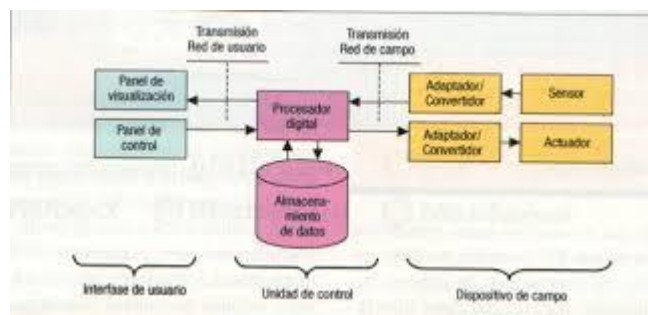 Transmisión
Red de usuario
Transmisión
Red de campo
Panel de
visualización
Panel de
control
Procesador
digital
Adaptador/
Convertidor
Sensor
Adaptador/
Convertidor
Actuador
Almacena-
miento
de datos
Interfase de usuario
Unidad de control
Dispositivo de campo